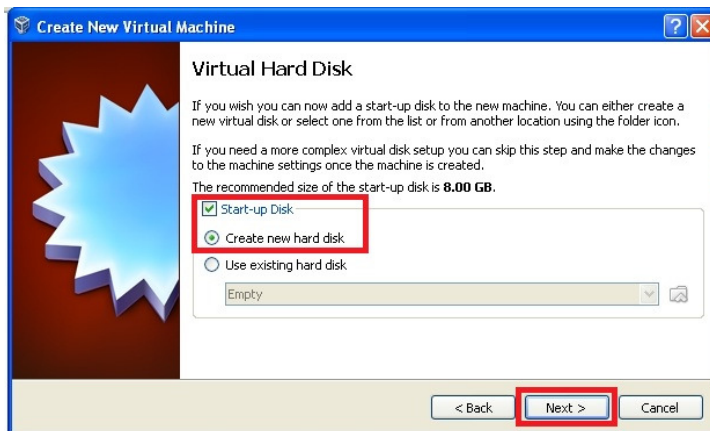 Create New Virtual Machine
Virtual Hard Disk
If you wish you can now add a start-up disk to the new machine. You can either create a
new virtual disk or select one from the list or from another location using the folder icon.
If you need a more complex virtual disk setup you can skip this step and make the changes
to the machine settings once the machine is created.
The recommended size of the start-up disk is 8.00 GB.
Start-up Disk
Create new hard disk
Use existing hard disk
Empty
< Back Next > Cancel